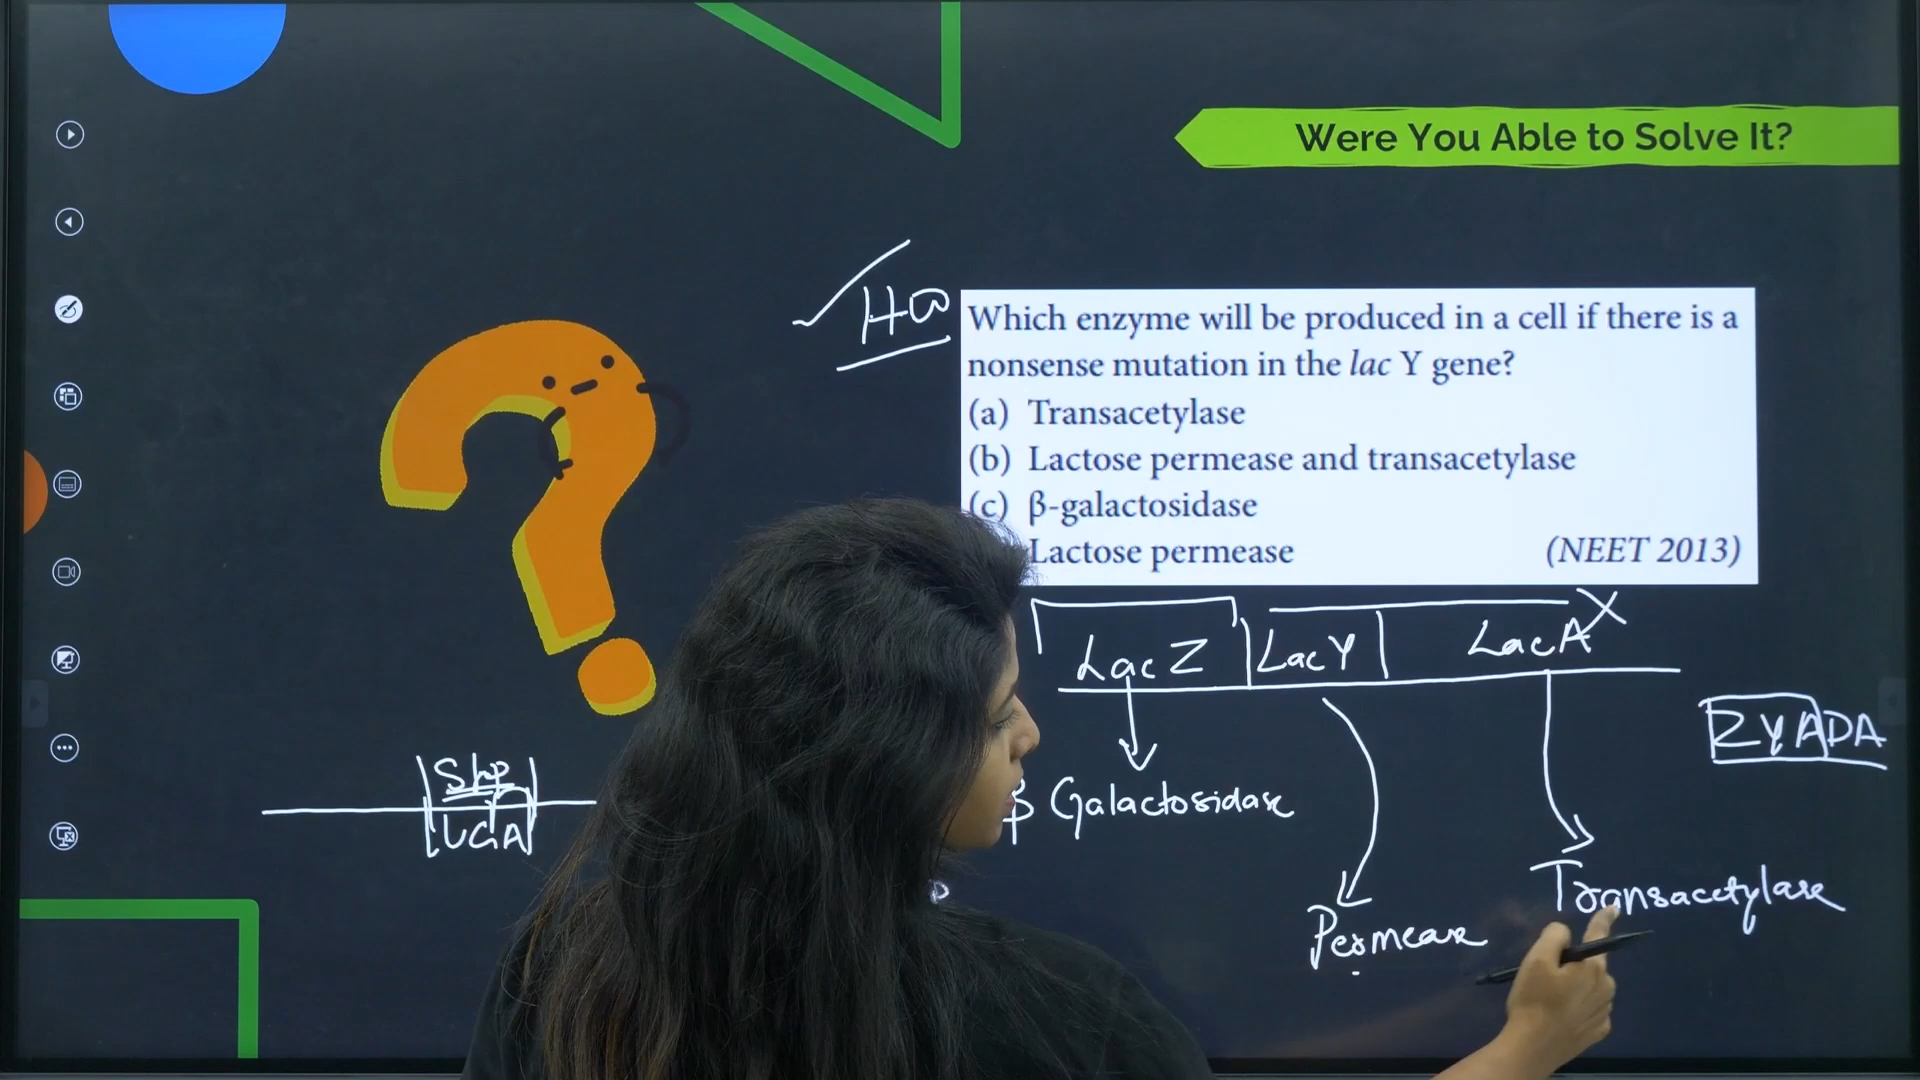 Were You Able to Solve It?
HW
Which enzyme will be produced in a cell if there is a
nonsense mutation in the lac Y gene?
(a) Transacetylase
(b) Lactose permease and transacetylase
(c) β-galactosidase
Lactose permease (NEET 2013)
Lac Z Lac Y Lac A
ZYADA
Stop
UGA
β Galactosidase
Transacetylase
Permease